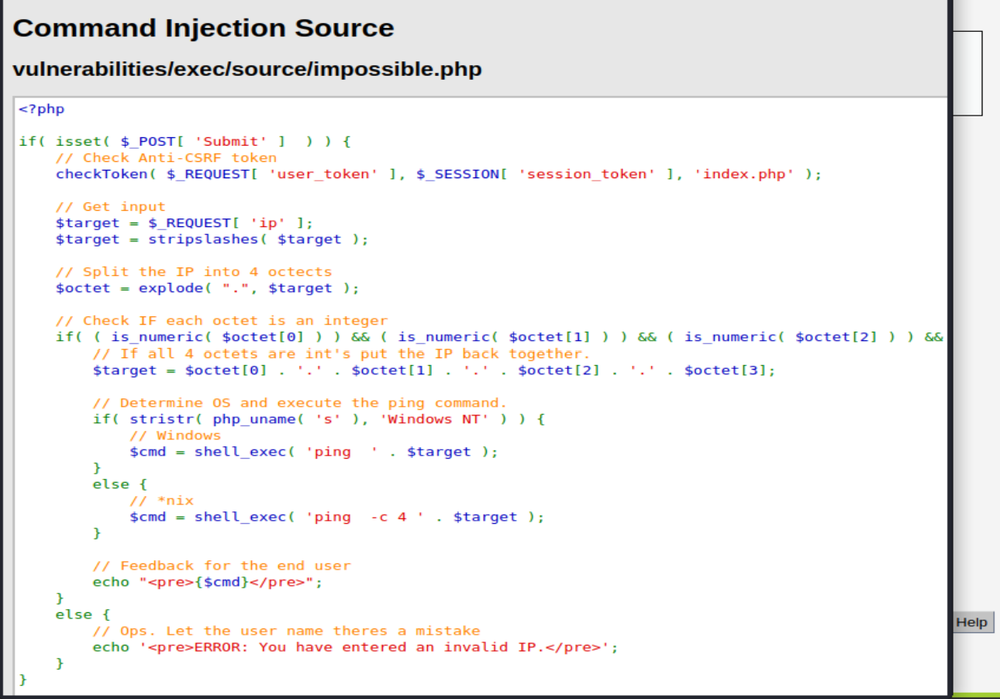 Command Injection Source
vulnerabilities/exec/source/impossible.php
<?php
if( isset( $_POST[ 'Submit' ]  ) ) {
    // Check Anti-CSRF token
    checkToken( $_REQUEST[ 'user_token' ], $_SESSION[ 'session_token' ], 'index.php' );
    // Get input
    $target = $_REQUEST[ 'ip' ];
    $target = stripslashes( $target );
    // Split the IP into 4 octects
    $octet = explode( ".", $target );
    // Check IF each octet is an integer
    if( ( is_numeric( $octet[0] ) ) && ( is_numeric( $octet[1] ) ) && ( is_numeric( $octet[2] ) ) &&
        // If all 4 octets are int's put the IP back together.
        $target = $octet[0] . '.' . $octet[1] . '.' . $octet[2] . '.' . $octet[3];
        // Determine OS and execute the ping command.
        if( stristr( php_uname( 's' ), 'Windows NT' ) ) {
            // Windows
            $cmd = shell_exec( 'ping  ' . $target );
        }
        else {
            // *nix
            $cmd = shell_exec( 'ping  -c 4 ' . $target );
        }
        // Feedback for the end user
        echo "<pre>{$cmd}</pre>";
    }
    else {
        // Ops. Let the user name theres a mistake
        echo '<pre>ERROR: You have entered an invalid IP.</pre>';
    }
}
Help